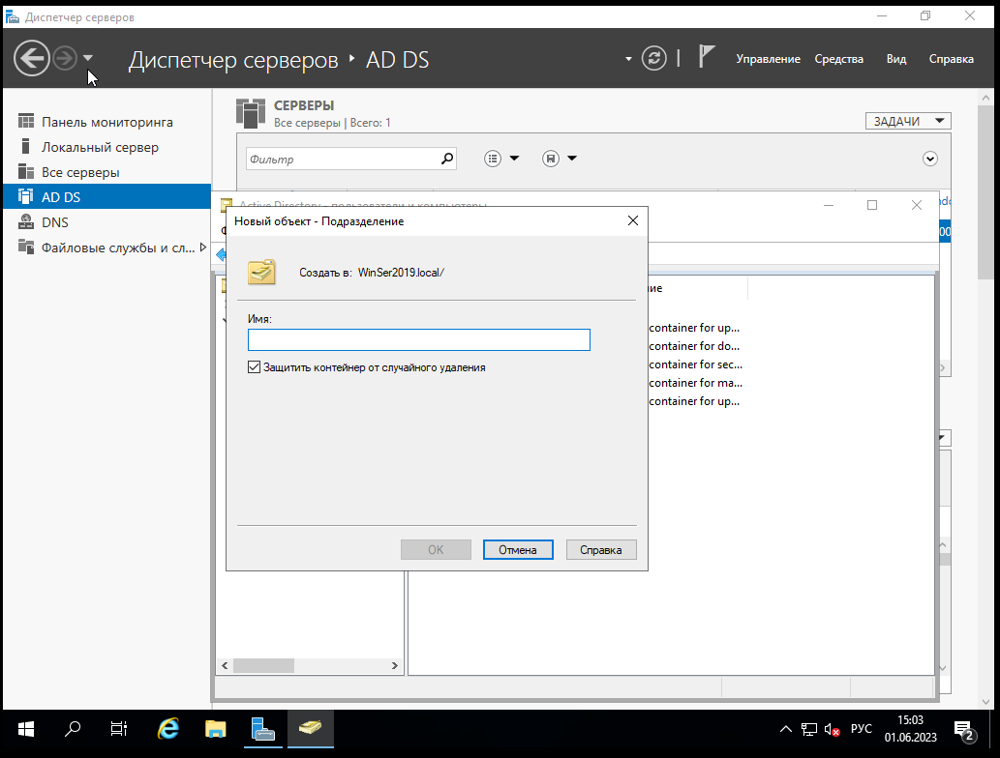 Диспетчер серверов
Диспетчер серверов ‣ AD DS
Управление Средства Вид Справка
Панель мониторинга
Локальный сервер
Все серверы
AD DS
DNS
Файловые службы и сл...
СЕРВЕРЫ
Все серверы | Всего: 1
ЗАДАЧИ
Фильтр
Active Directory - пользователи и компьютеры
Новый объект - Подразделение
Создать в: WinSer2019.local/
Имя:
Защитить контейнер от случайного удаления
ОК Отмена Справка
container for up...
container for do...
container for sec...
container for ma...
container for up...
РУС
15:03
01.06.2023
2